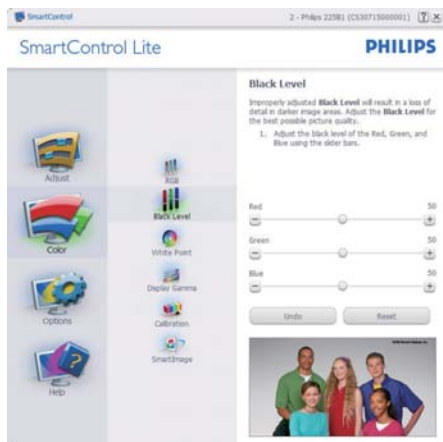 SmartControl
2 - Philips 225B1 (CS30715000001)
SmartControl Lite
PHILIPS
Adjust
Color
Options
Help
RGB
Black Level
White Point
Display Gamma
Calibration
SmartImage
Black Level
Improperly adjusted Black Level will result in a loss of
detail in darker image areas. Adjust the Black Level for
the best possible picture quality.
1. Adjust the black level of the Red, Green, and
Blue using the slider bars.
Red 50
Green 50
Blue 50
Undo Reset